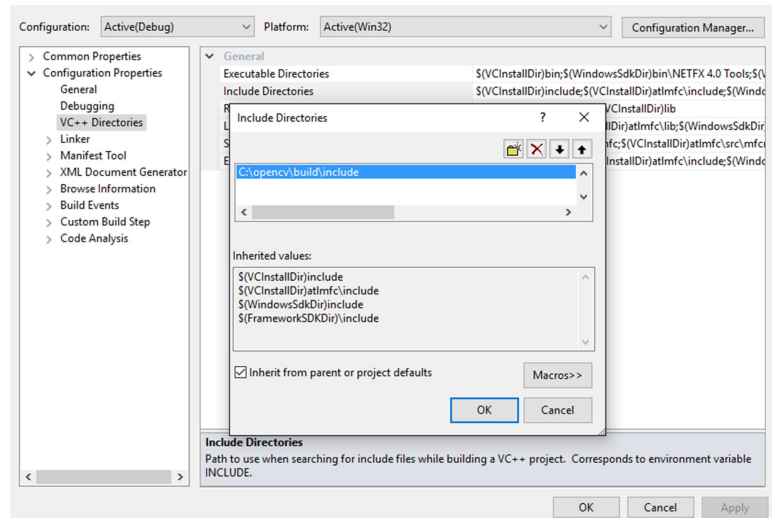 Configuration: Active(Debug) Platform: Active(Win32) Configuration Manager...
Common Properties
Configuration Properties
General
Debugging
VC++ Directories
Linker
Manifest Tool
XML Document Generator
Browse Information
Build Events
Custom Build Step
Code Analysis
General
Executable Directories $(VCInstallDir)bin;$(WindowsSdkDir)bin\NETFX 4.0 Tools;$(\
Include Directories $(VCInstallDir)include;$(VCInstallDir)atlmfc\include;$(Windo
R VCInstallDir)lib
L llDir)atlmfc\lib;$(WindowsSdkDir
S fc;$(VCInstallDir)atlmfc\src\mfc;
E InstallDir)atlmfc\include;$(Windo
Include Directories ? X
C:\opencv\build\include
Inherited values:
$(VCInstallDir)include
$(VCInstallDir)atlmfc\include
$(WindowsSdkDir)include
$(FrameworkSDKDir)\include
Inherit from parent or project defaults
Macros>>
OK Cancel
Include Directories
Path to use when searching for include files while building a VC++ project. Corresponds to environment variable
INCLUDE.
OK Cancel Apply